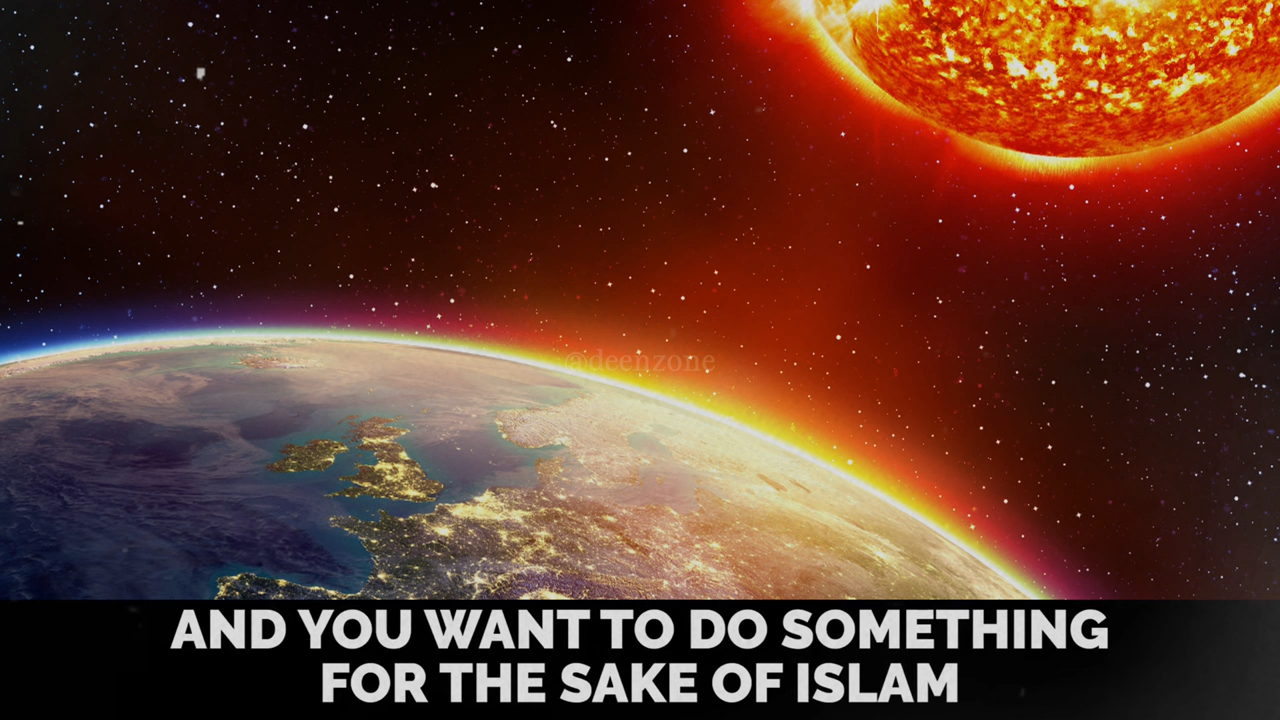 @deenzone
AND YOU WANT TO DO SOMETHING
FOR THE SAKE OF ISLAM